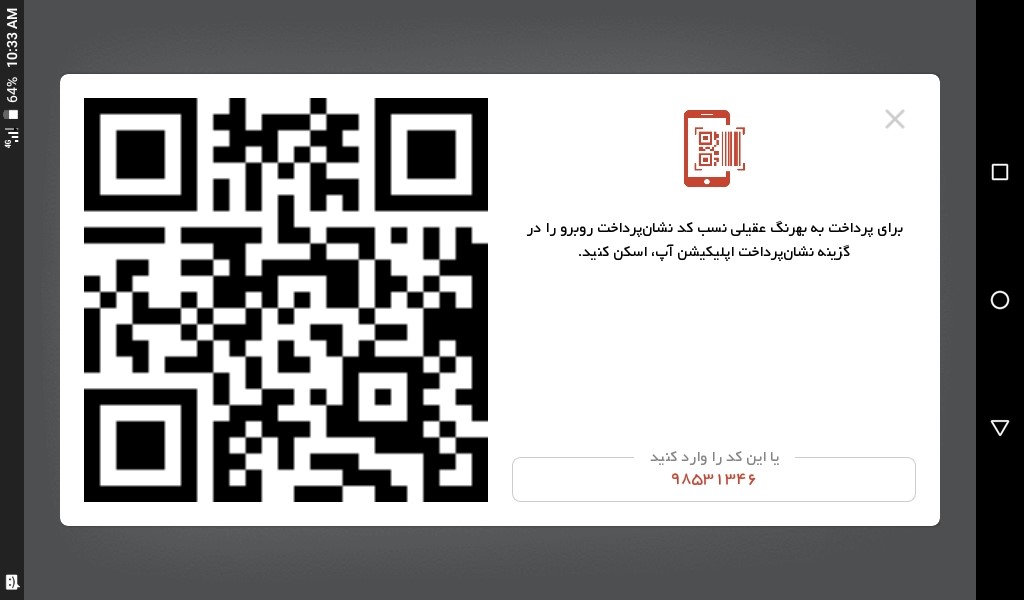 10:33 AM
64%
4G
برای پرداخت به بهرنگ عقیلی نسب کد نشان‌پرداخت روبرو را در
گزینه نشان‌پرداخت اپلیکیشن آپ، اسکن کنید.
یا این کد را وارد کنید
۹۸۵۳۱۳۴۶